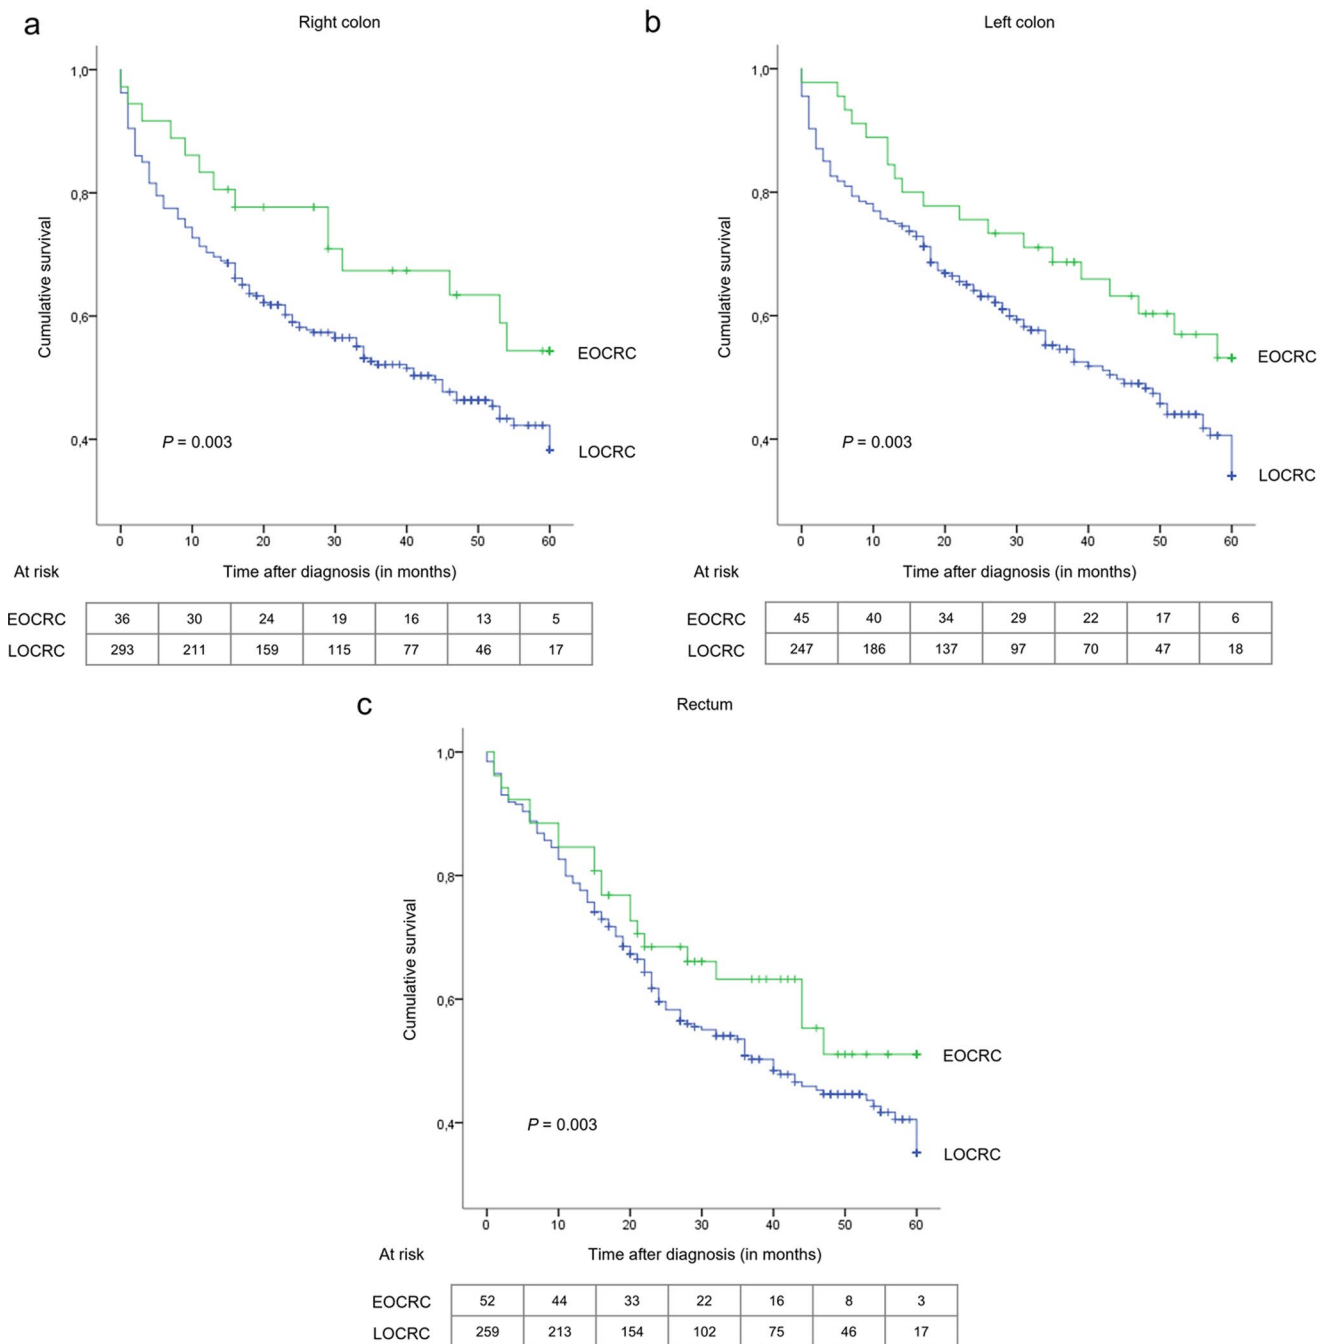 a
Right colon
1,0
0,8
0,6
0,4
Cumulative survival
EOCRC
LOCRC
P = 0.003
0 10 20 30 40 50 60
At risk
Time after diagnosis (in months)
EOCRC 36 30 24 19 16 13 5
LOCRC 293 211 159 115 77 46 17
b
Left colon
1,0
0,8
0,6
0,4
Cumulative survival
EOCRC
LOCRC
P = 0.003
0 10 20 30 40 50 60
At risk
Time after diagnosis (in months)
EOCRC 45 40 34 29 22 17 6
LOCRC 247 186 137 97 70 47 18
c
Rectum
1,0
0,8
0,6
0,4
Cumulative survival
EOCRC
LOCRC
P = 0.003
0 10 20 30 40 50 60
At risk
Time after diagnosis (in months)
EOCRC 52 44 33 22 16 8 3
LOCRC 259 213 154 102 75 46 17